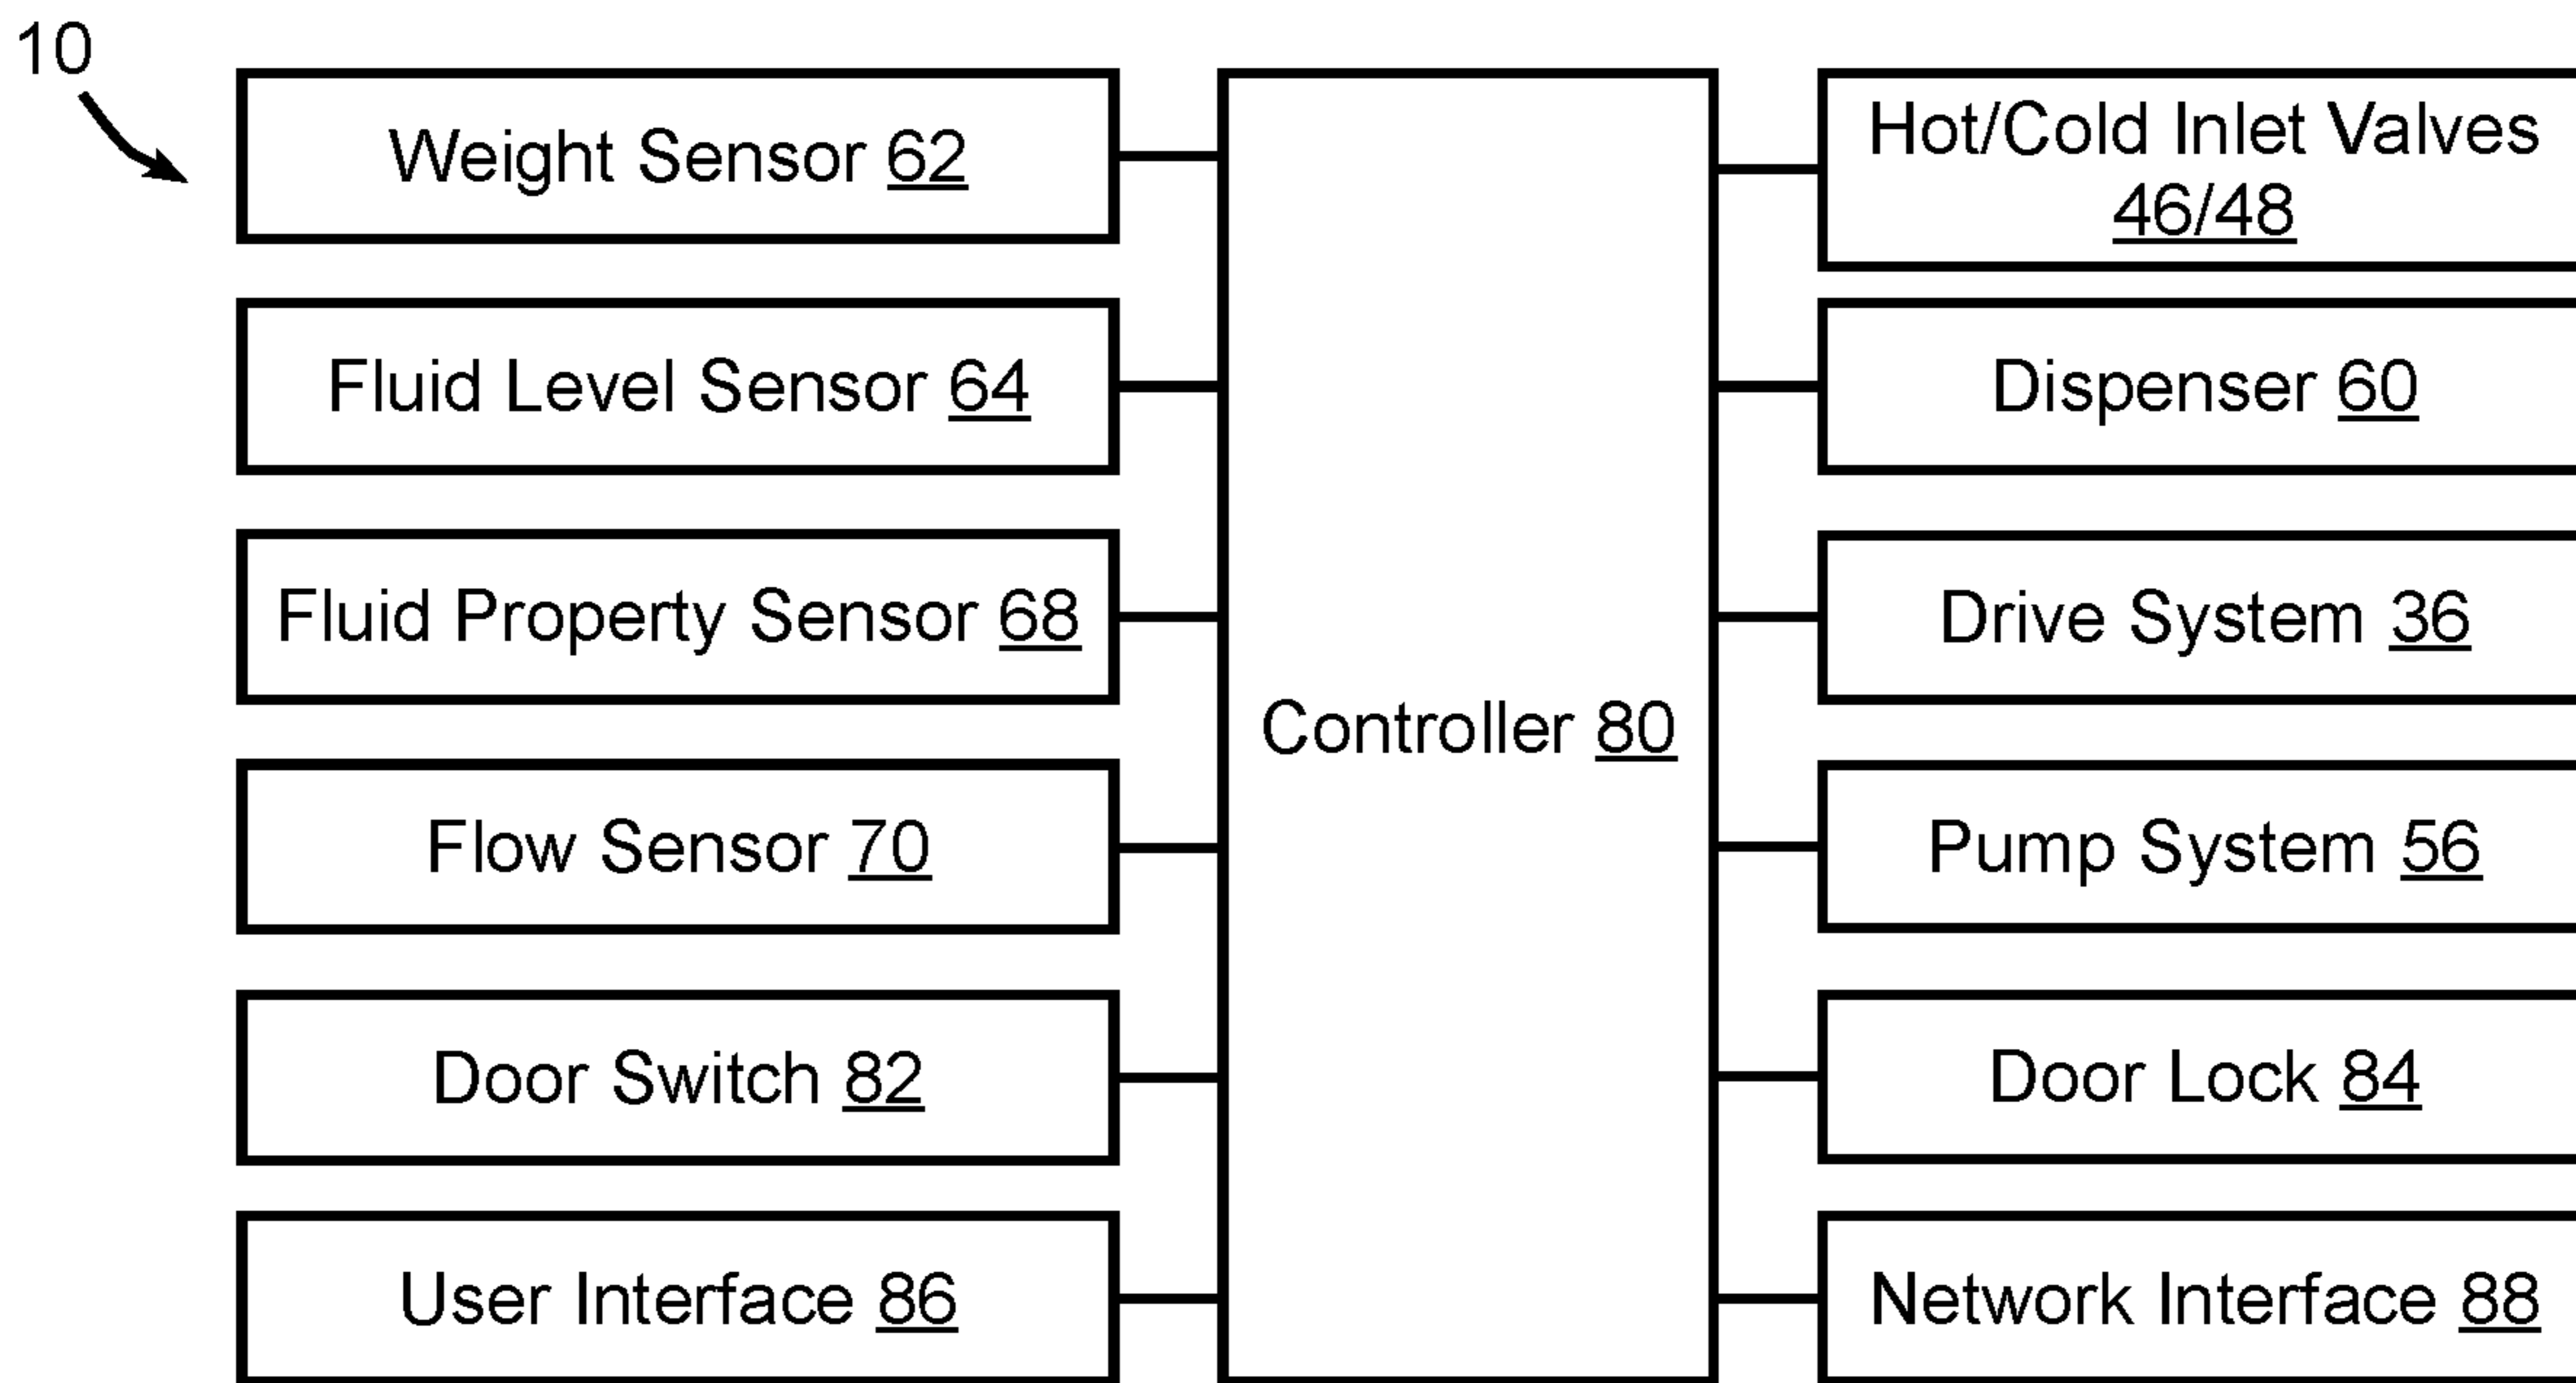 10
Weight Sensor 62
Fluid Level Sensor 64
Fluid Property Sensor 68
Flow Sensor 70
Door Switch 82
User Interface 86
Controller 80
Hot/Cold Inlet Valves
46/48
Dispenser 60
Drive System 36
Pump System 56
Door Lock 84
Network Interface 88